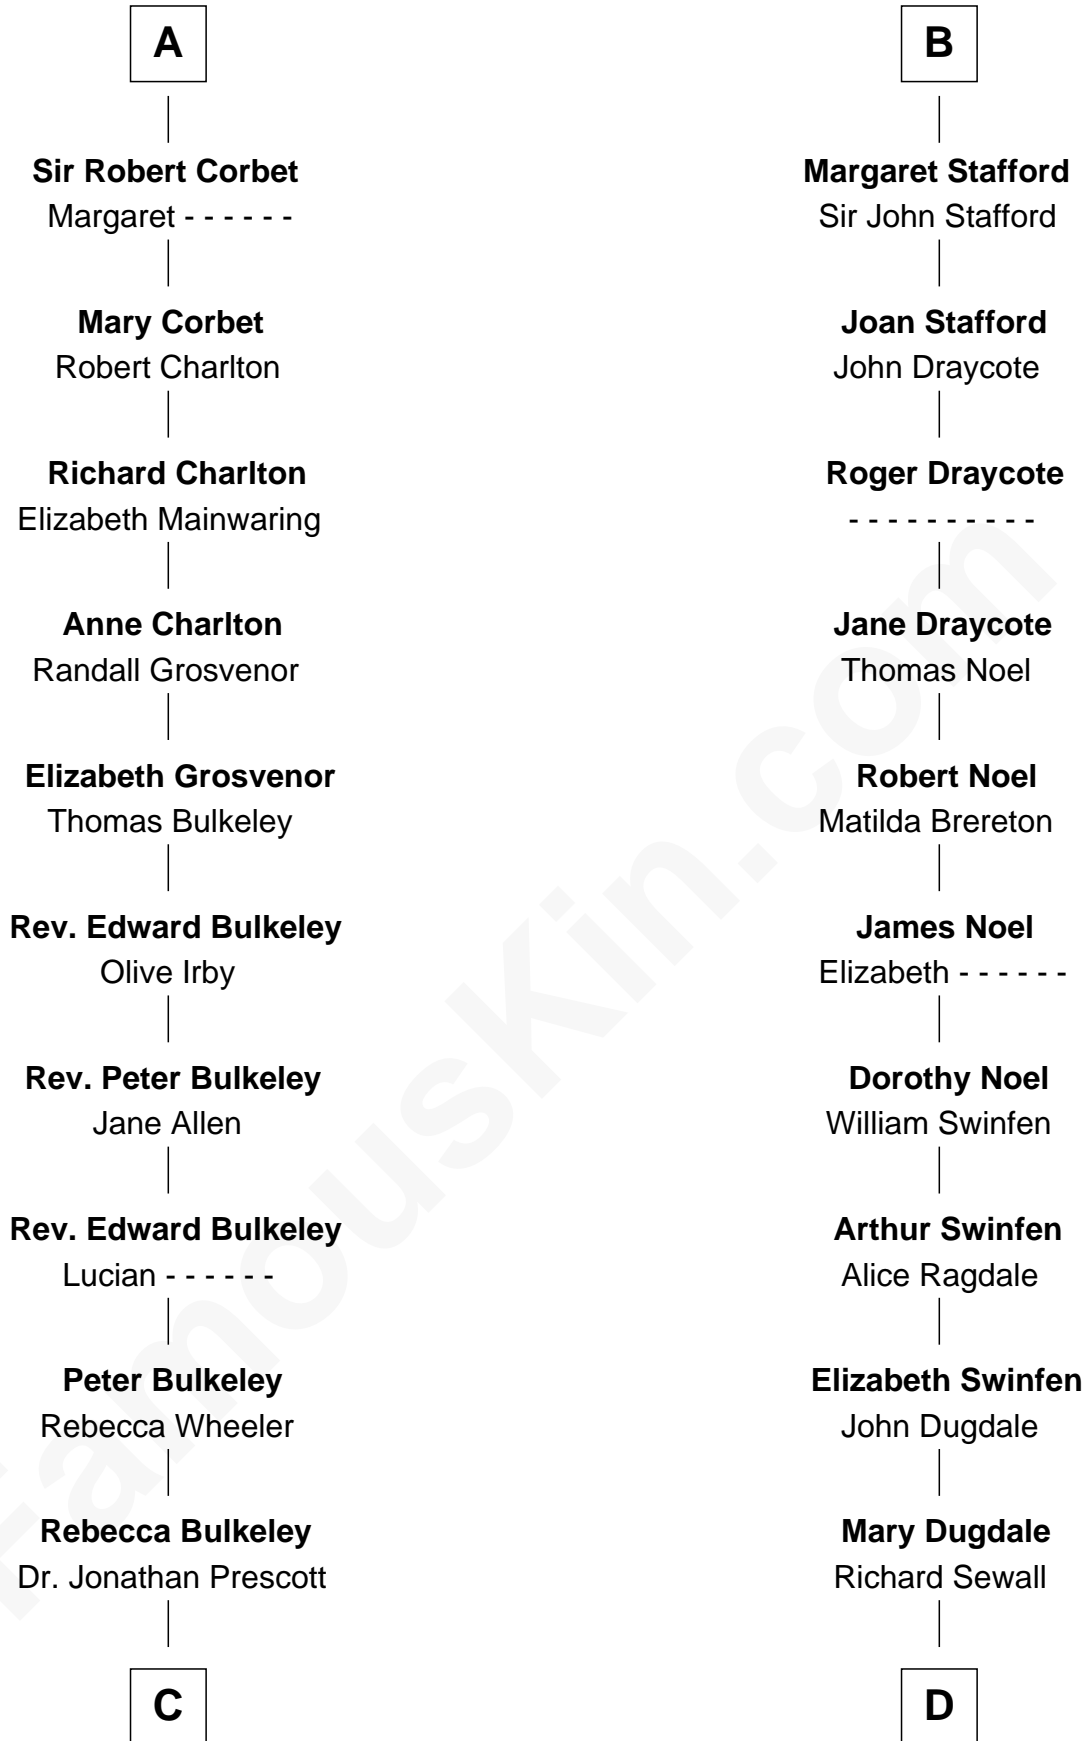 A
Sir Robert Corbet
Margaret - - - - - -
Mary Corbet
Robert Charlton
Richard Charlton
Elizabeth Mainwaring
Anne Charlton
Randall Grosvenor
Elizabeth Grosvenor
Thomas Bulkeley
Rev. Edward Bulkeley
Olive Irby
Rev. Peter Bulkeley
Jane Allen
Rev. Edward Bulkeley
Lucian - - - - - -
Peter Bulkeley
Rebecca Wheeler
Rebecca Bulkeley
Dr. Jonathan Prescott
C
B
Margaret Stafford
Sir John Stafford
Joan Stafford
John Draycote
Roger Draycote
- - - - - - - - - -
Jane Draycote
Thomas Noel
Robert Noel
Matilda Brereton
James Noel
Elizabeth - - - - - -
Dorothy Noel
William Swinfen
Arthur Swinfen
Alice Ragdale
Elizabeth Swinfen
John Dugdale
Mary Dugdale
Richard Sewall
D
FamousKin.com